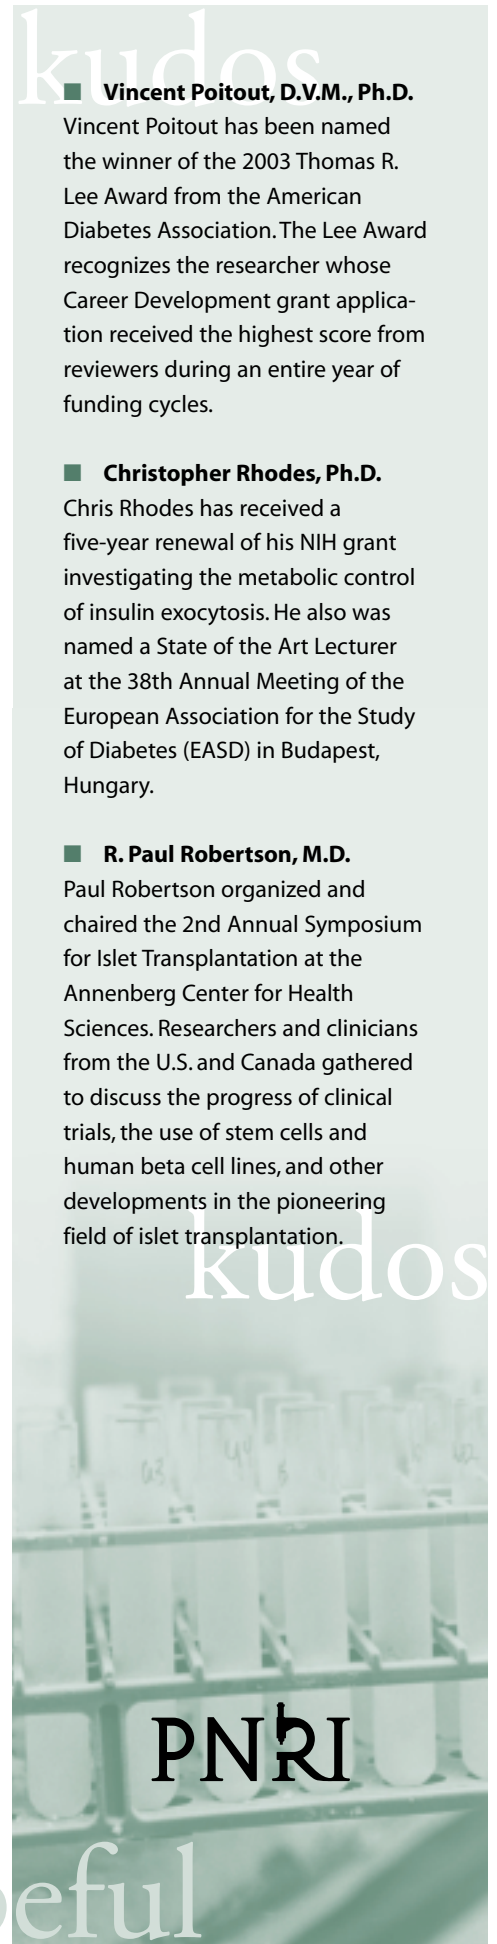 kudos
■ Vincent Poitout, D.V.M., Ph.D.
Vincent Poitout has been named
the winner of the 2003 Thomas R.
Lee Award from the American
Diabetes Association. The Lee Award
recognizes the researcher whose
Career Development grant applica-
tion received the highest score from
reviewers during an entire year of
funding cycles.
■ Christopher Rhodes, Ph.D.
Chris Rhodes has received a
five-year renewal of his NIH grant
investigating the metabolic control
of insulin exocytosis. He also was
named a State of the Art Lecturer
at the 38th Annual Meeting of the
European Association for the Study
of Diabetes (EASD) in Budapest,
Hungary.
■ R. Paul Robertson, M.D.
Paul Robertson organized and
chaired the 2nd Annual Symposium
for Islet Transplantation at the
Annenberg Center for Health
Sciences. Researchers and clinicians
from the U.S. and Canada gathered
to discuss the progress of clinical
trials, the use of stem cells and
human beta cell lines, and other
developments in the pioneering
field of islet transplantation.
kudos
PNRI
eful